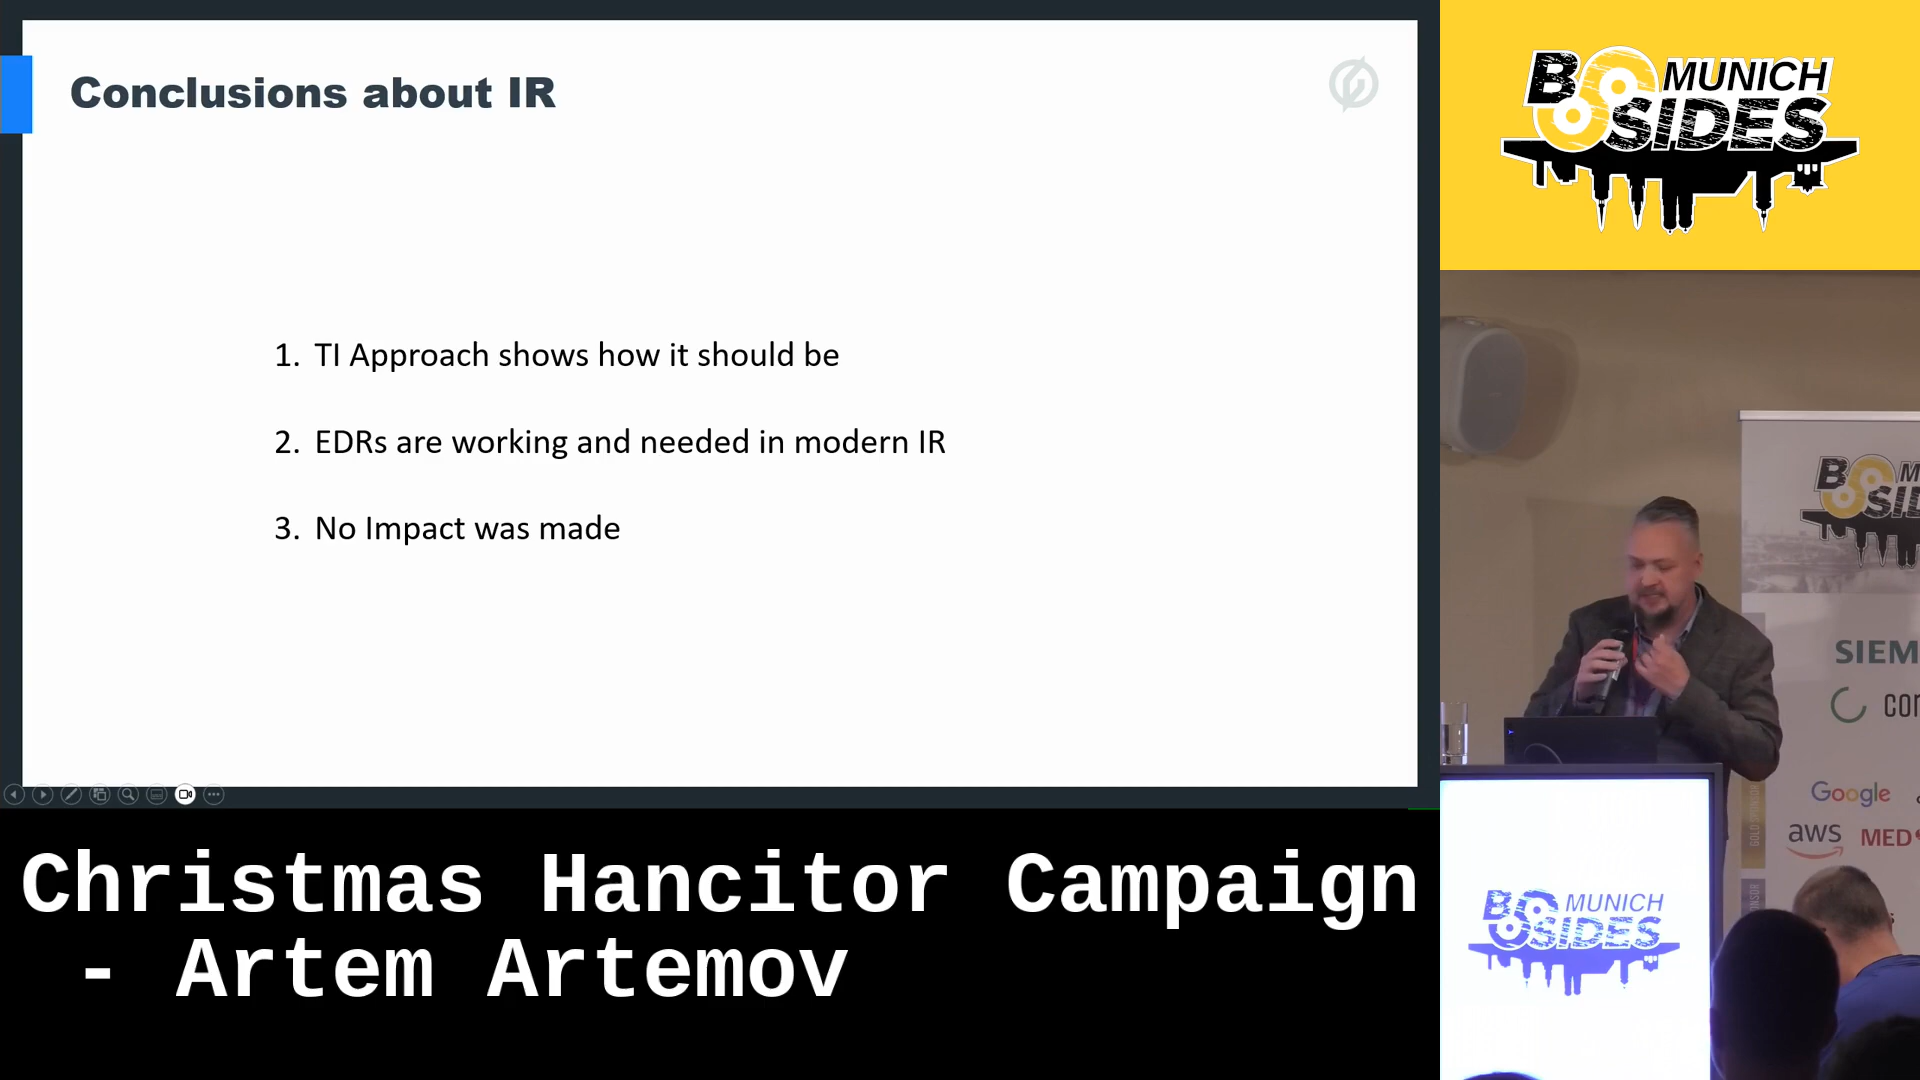 Conclusions about IR
1. TI Approach shows how it should be
2. EDRs are working and needed in modern IR
3. No Impact was made
Christmas Hancitor Campaign
- Artem Artemov
B MUNICH
SIDES
SIEM
Google
aws MED
GOLD SPONSOR
B MUNICH
SIDES